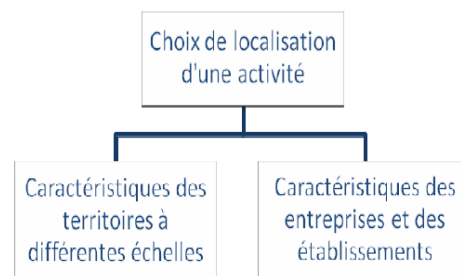 Choix de localisation
d'une activité
Caractéristiques des
territoires à
différentes échelles
Caractéristiques des
entreprises et des
établissements